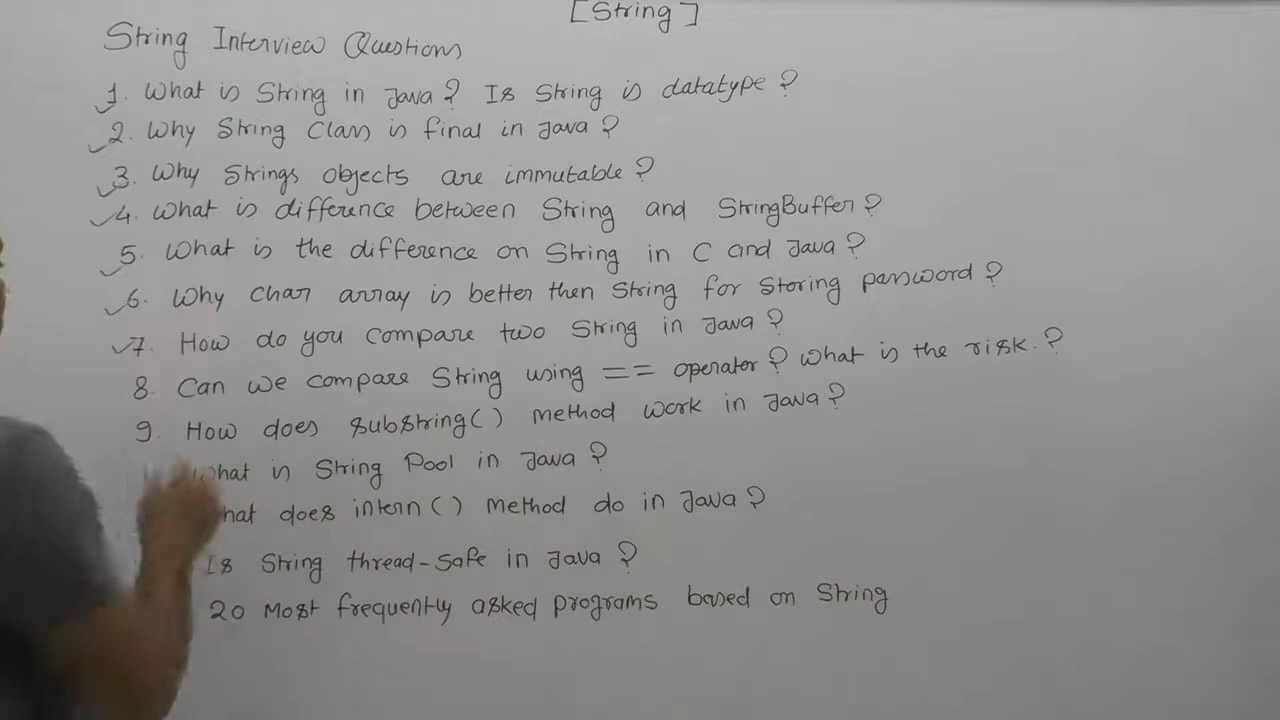 [String]
String Interview Questions
1. What is String in Java? Is String is datatype?
2. Why String Class is final in Java?
3. Why Strings objects are immutable?
4. What is difference between String and StringBuffer?
5. What is the difference on String in C and Java?
6. Why char array is better then String for Storing password?
7. How do you compare two String in Java?
8. Can we compare String using == operator? What is the risk.?
9. How does substring() method work in Java?
What is String Pool in Java?
hat does intern() method do in Java?
Is String thread-safe in Java?
20 Most frequently asked programs based on String